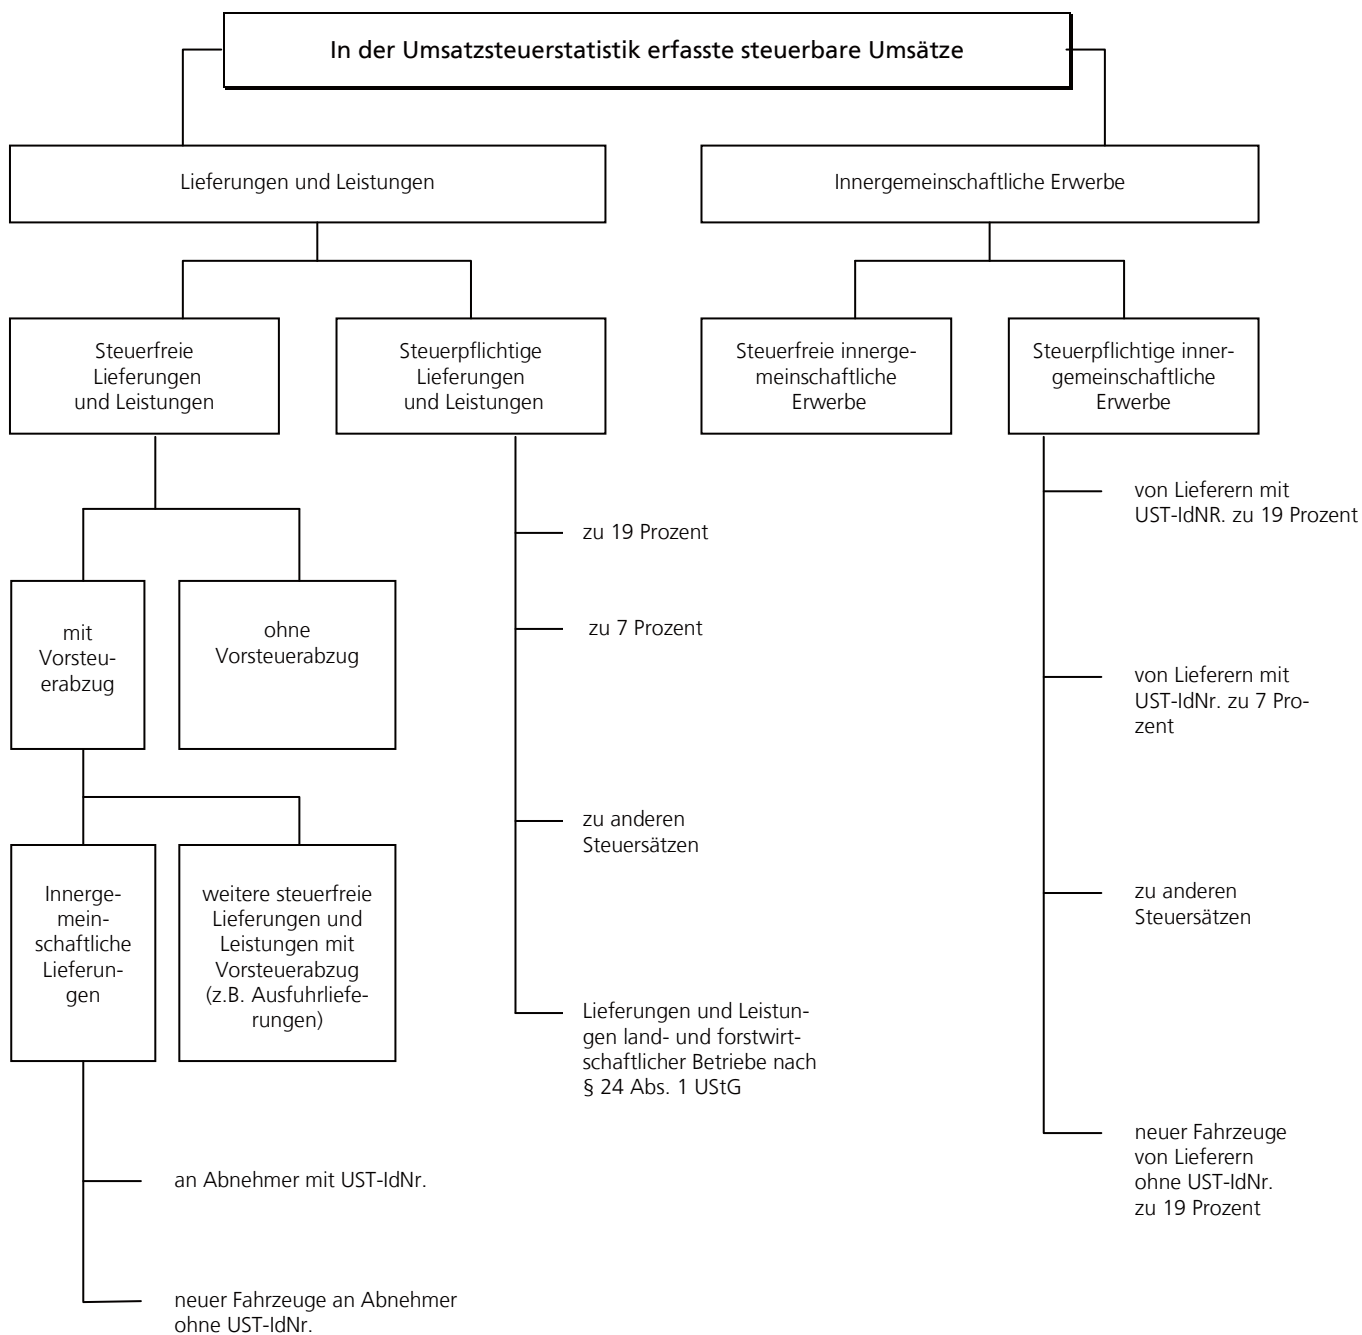 In der Umsatzsteuerstatistik erfasste steuerbare Umsätze
Lieferungen und Leistungen
Innergemeinschaftliche Erwerbe
Steuerfreie
Lieferungen
und Leistungen
Steuerpflichtige
Lieferungen
und Leistungen
Steuerfreie innerge-
meinschaftliche
Erwerbe
Steuerpflichtige inner-
gemeinschaftliche
Erwerbe
mit
Vorsteu-
erabzug
ohne
Vorsteuerabzug
Innerge-
mein-
schaftliche
Lieferun-
gen
weitere steuerfreie
Lieferungen und
Leistungen mit
Vorsteuerabzug
(z.B. Ausfuhrliefe-
rungen)
an Abnehmer mit UST-IdNr.
neuer Fahrzeuge an Abnehmer
ohne UST-IdNr.
zu 19 Prozent
zu 7 Prozent
zu anderen
Steuersätzen
Lieferungen und Leistun-
gen land- und forstwirt-
schaftlicher Betriebe nach
§ 24 Abs. 1 UStG
von Lieferern mit
UST-IdNR. zu 19 Prozent
von Lieferern mit
UST-IdNr. zu 7 Pro-
zent
zu anderen
Steuersätzen
neuer Fahrzeuge
von Lieferern
ohne UST-IdNr.
zu 19 Prozent